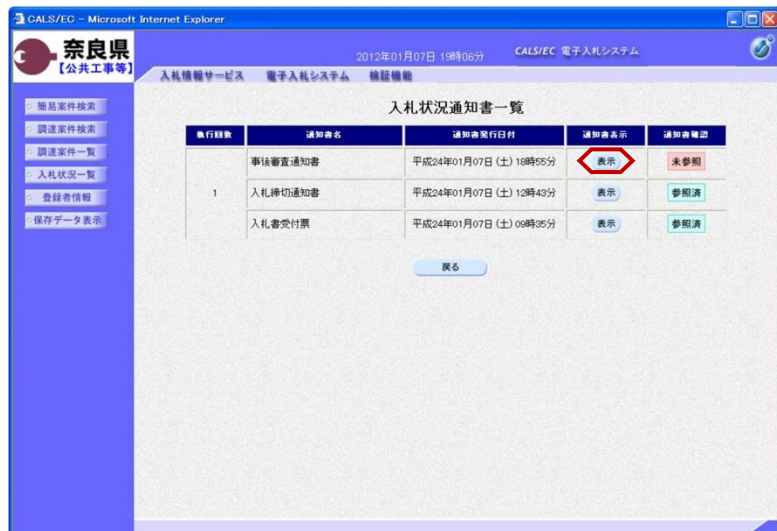 CALS/EC - Microsoft Internet Explorer
奈良県
【公共工事等】
2012年01月07日 19時06分
CALS/EC 電子入札システム
入札情報サービス 電子入札システム 検証機能
簡易案件検索
調達案件検索
調達案件一覧
入札状況一覧
登録者情報
保存データ表示
入札状況通知書一覧
執行回数 通知書名 通知書発行日付 通知書表示 通知書確認
事後審査通知書 平成24年01月07日 (土) 18時55分 表示 未参照
1 入札締切通知書 平成24年01月07日 (土) 12時43分 表示 参照済
入札書受付票 平成24年01月07日 (土) 09時35分 表示 参照済
戻る